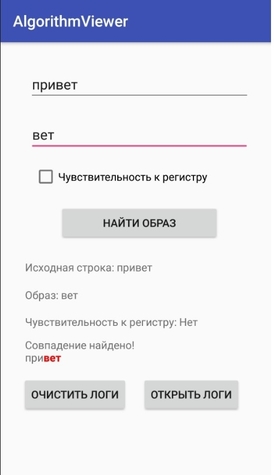 AlgorithmViewer
привет
вет
Чувствительность к регистру
НАЙТИ ОБРАЗ
Исходная строка: привет
Образ: вет
Чувствительность к регистру: Нет
Совпадение найдено!
привет
ОЧИСТИТЬ ЛОГИ
ОТКРЫТЬ ЛОГИ